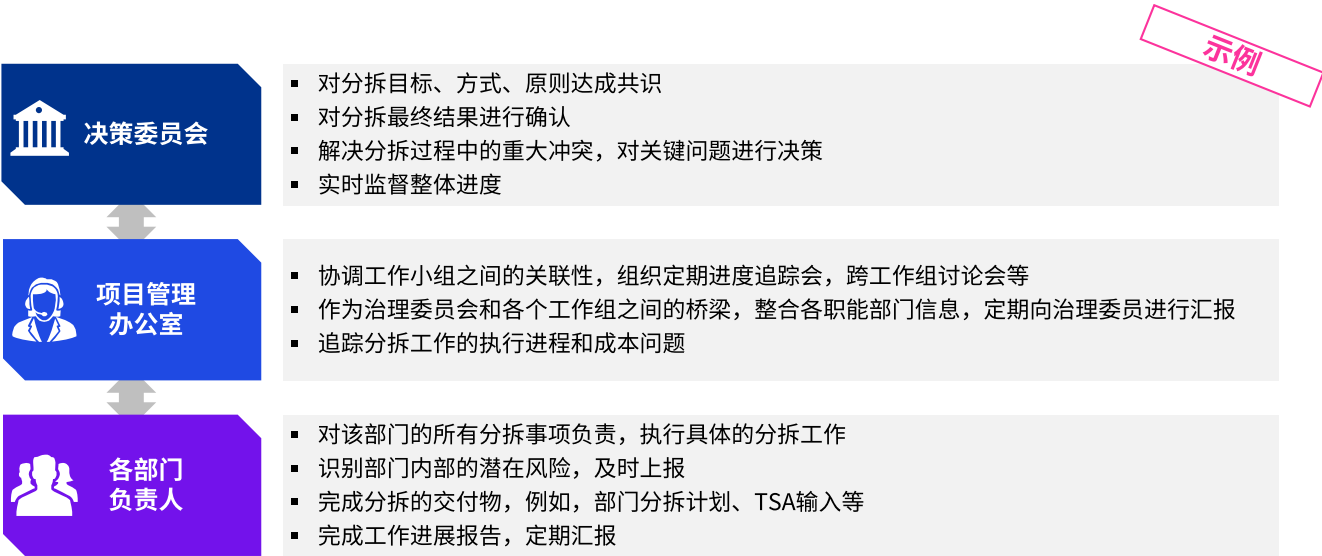 示例
决策委员会
▪ 对分拆目标、方式、原则达成共识
▪ 对分拆最终结果进行确认
▪ 解决分拆过程中的重大冲突，对关键问题进行决策
▪ 实时监督整体进度
项目管理
办公室
▪ 协调工作小组之间的关联性，组织定期进度追踪会，跨工作组讨论会等
▪ 作为治理委员会和各个工作组之间的桥梁，整合各职能部门信息，定期向治理委员进行汇报
▪ 追踪分拆工作的执行进程和成本问题
各部门
负责人
▪ 对该部门的所有分拆事项负责，执行具体的分拆工作
▪ 识别部门内部的潜在风险，及时上报
▪ 完成分拆的交付物，例如，部门分拆计划、TSA输入等
▪ 完成工作进展报告，定期汇报